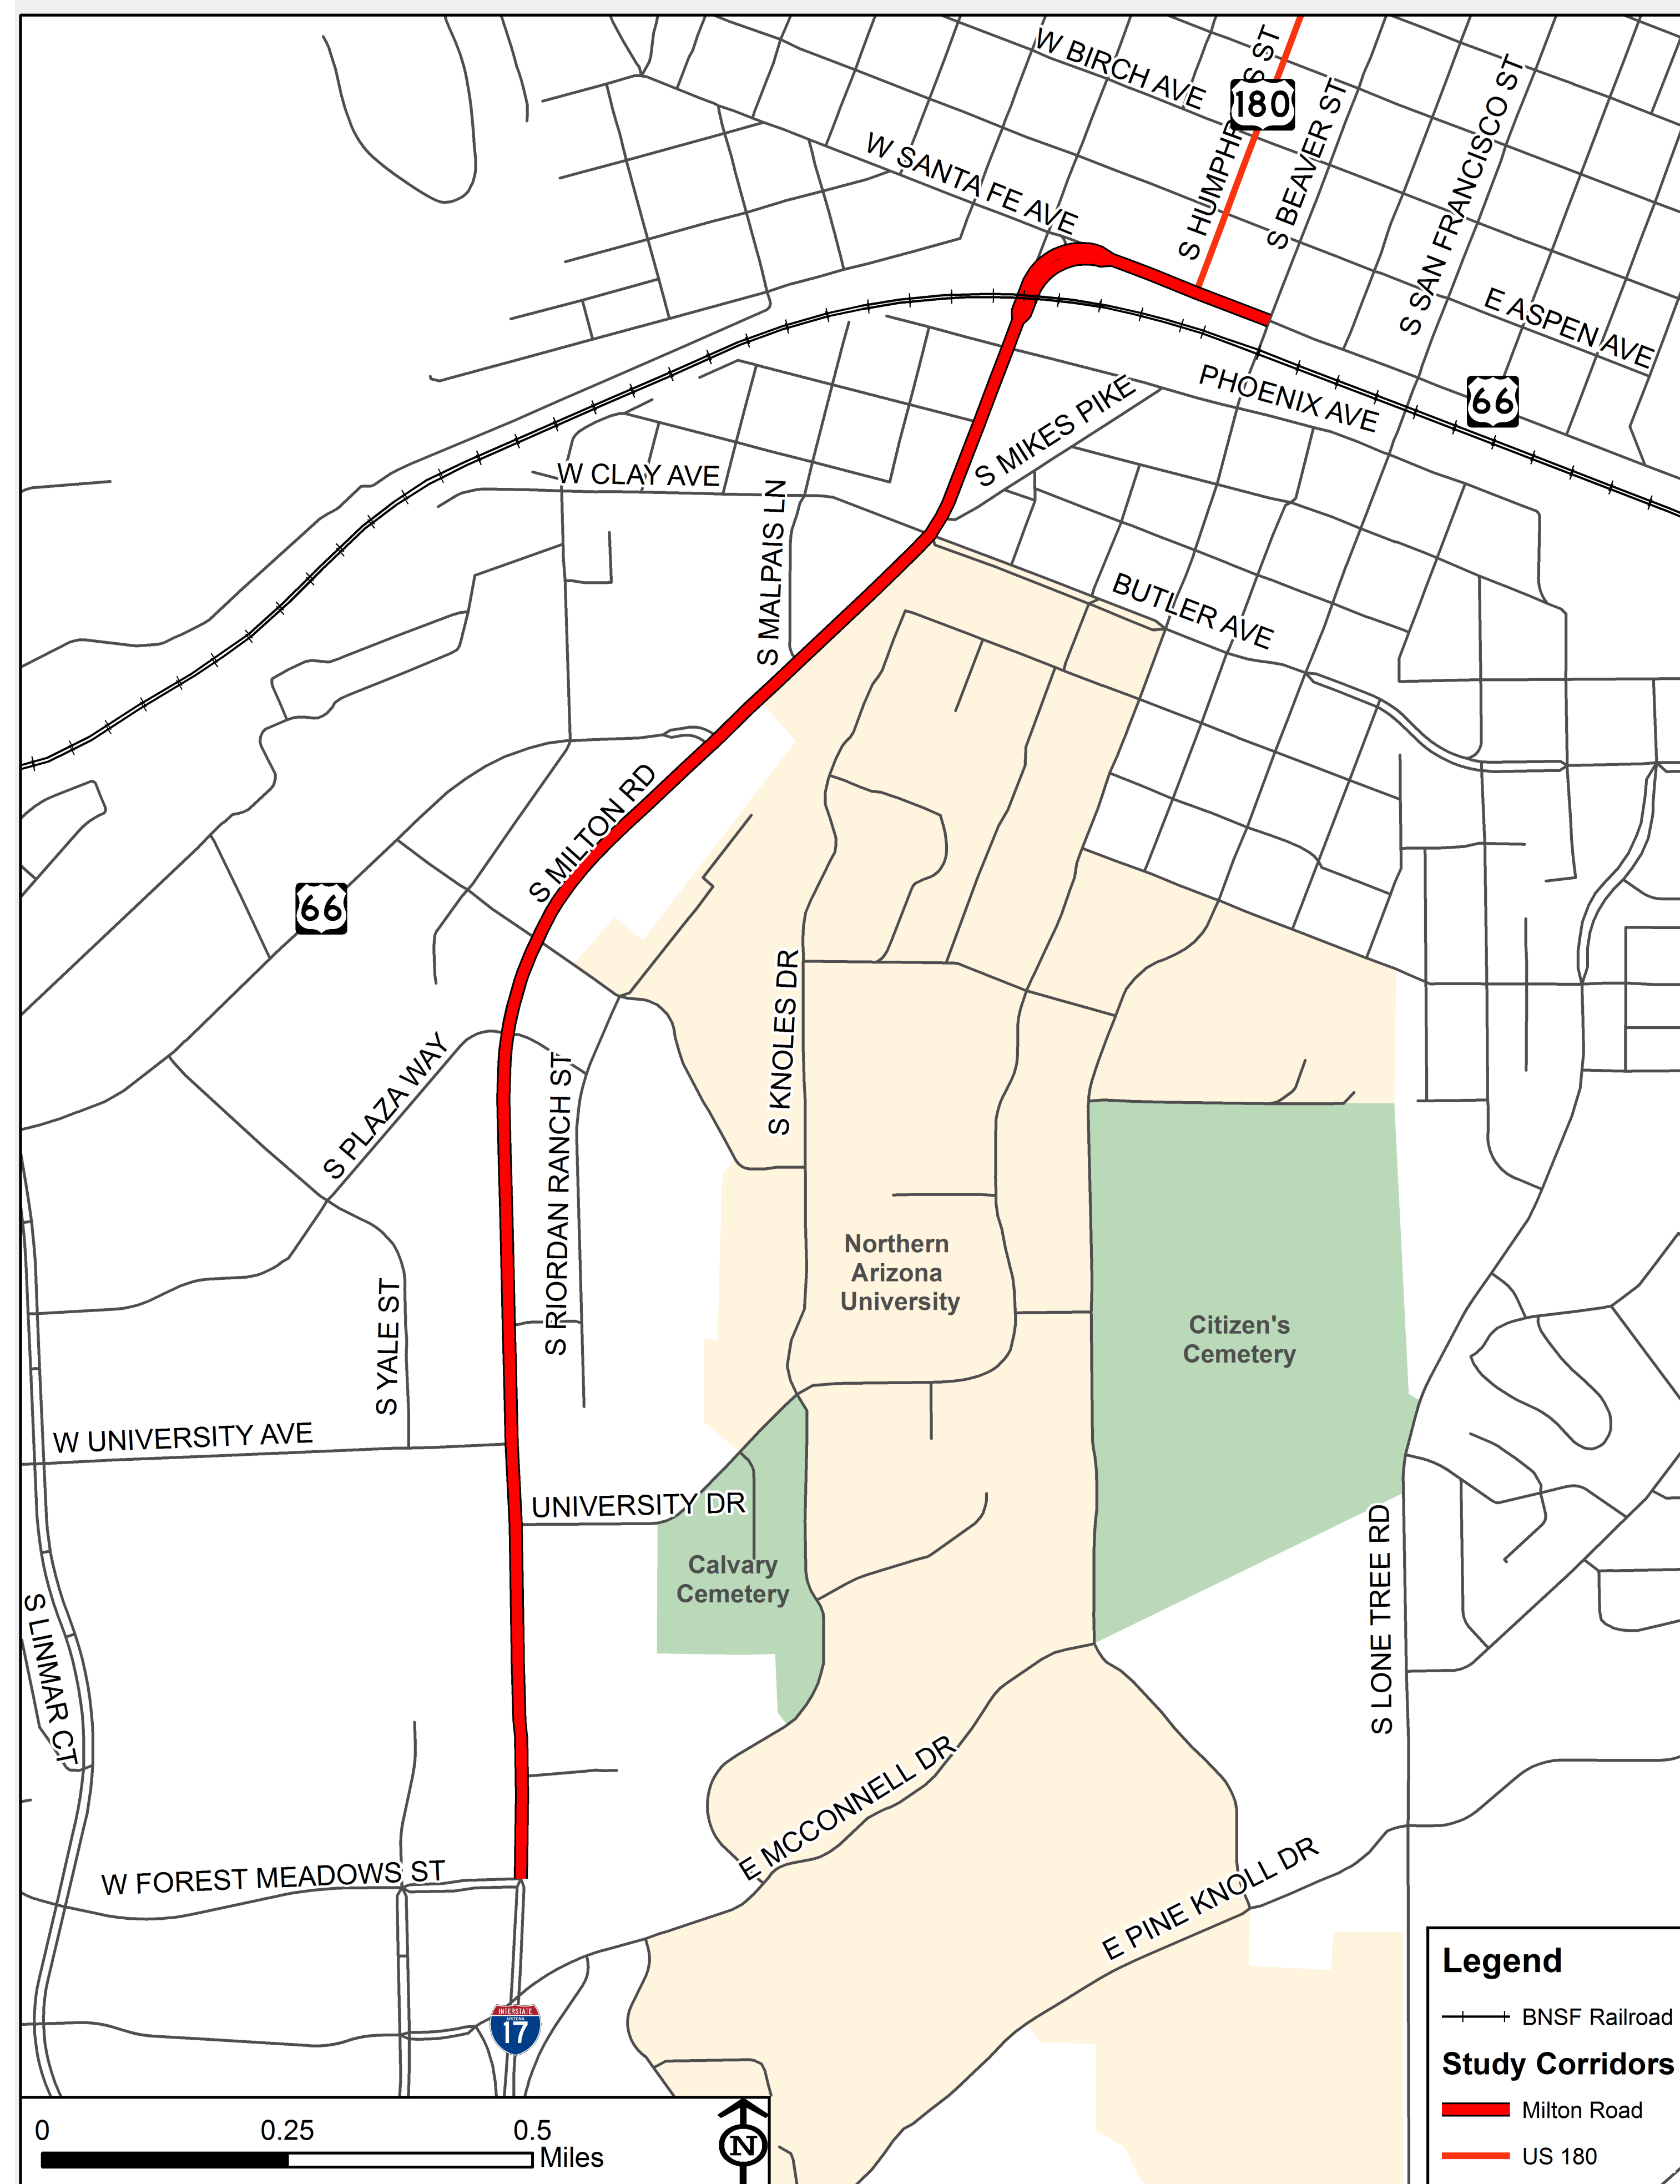 W BIRCH AVE
S HUMPHREYS ST
180
S BEAVER ST
S SAN FRANCISCO ST
W SANTA FE AVE
E ASPEN AVE
PHOENIX AVE
66
S MIKES PIKE
W CLAY AVE
S MALPAIS LN
BUTLER AVE
S MILTON RD
66
S KNOLES DR
S PLAZA WAY
S RIORDAN RANCH ST
Northern
Arizona
University
Citizen's
Cemetery
S YALE ST
W UNIVERSITY AVE
UNIVERSITY DR
Calvary
Cemetery
S LONE TREE RD
S LINMAR CT
E MCCONNELL DR
W FOREST MEADOWS ST
E PINE KNOLL DR
INTERSTATE
ARIZONA
17
Legend
BNSF Railroad
Study Corridors
Milton Road
US 180
0 0.25 0.5
Miles
N